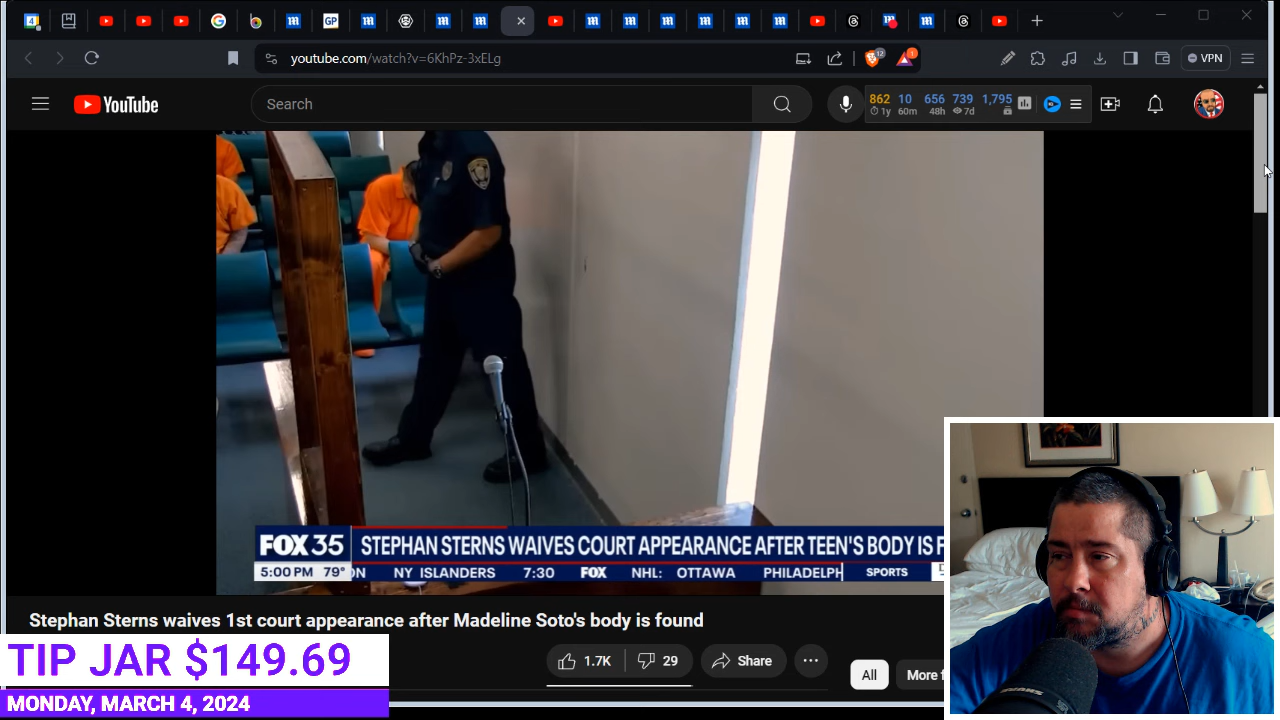 youtube.com/watch?v=6KhPz-3xELg
12
1
VPN
YouTube
Search
862 10 656 739 1,795
1y 60m 48h 7d
FOX 35
STEPHAN STERNS WAIVES COURT APPEARANCE AFTER TEEN'S BODY IS F
5:00 PM 79° ON NY ISLANDERS 7:30 FOX NHL: OTTAWA PHILADELPH SPORTS
Stephan Sterns waives 1st court appearance after Madeline Soto's body is found
1.7K 29 Share ... All More f
TIP JAR $149.69
MONDAY, MARCH 4, 2024